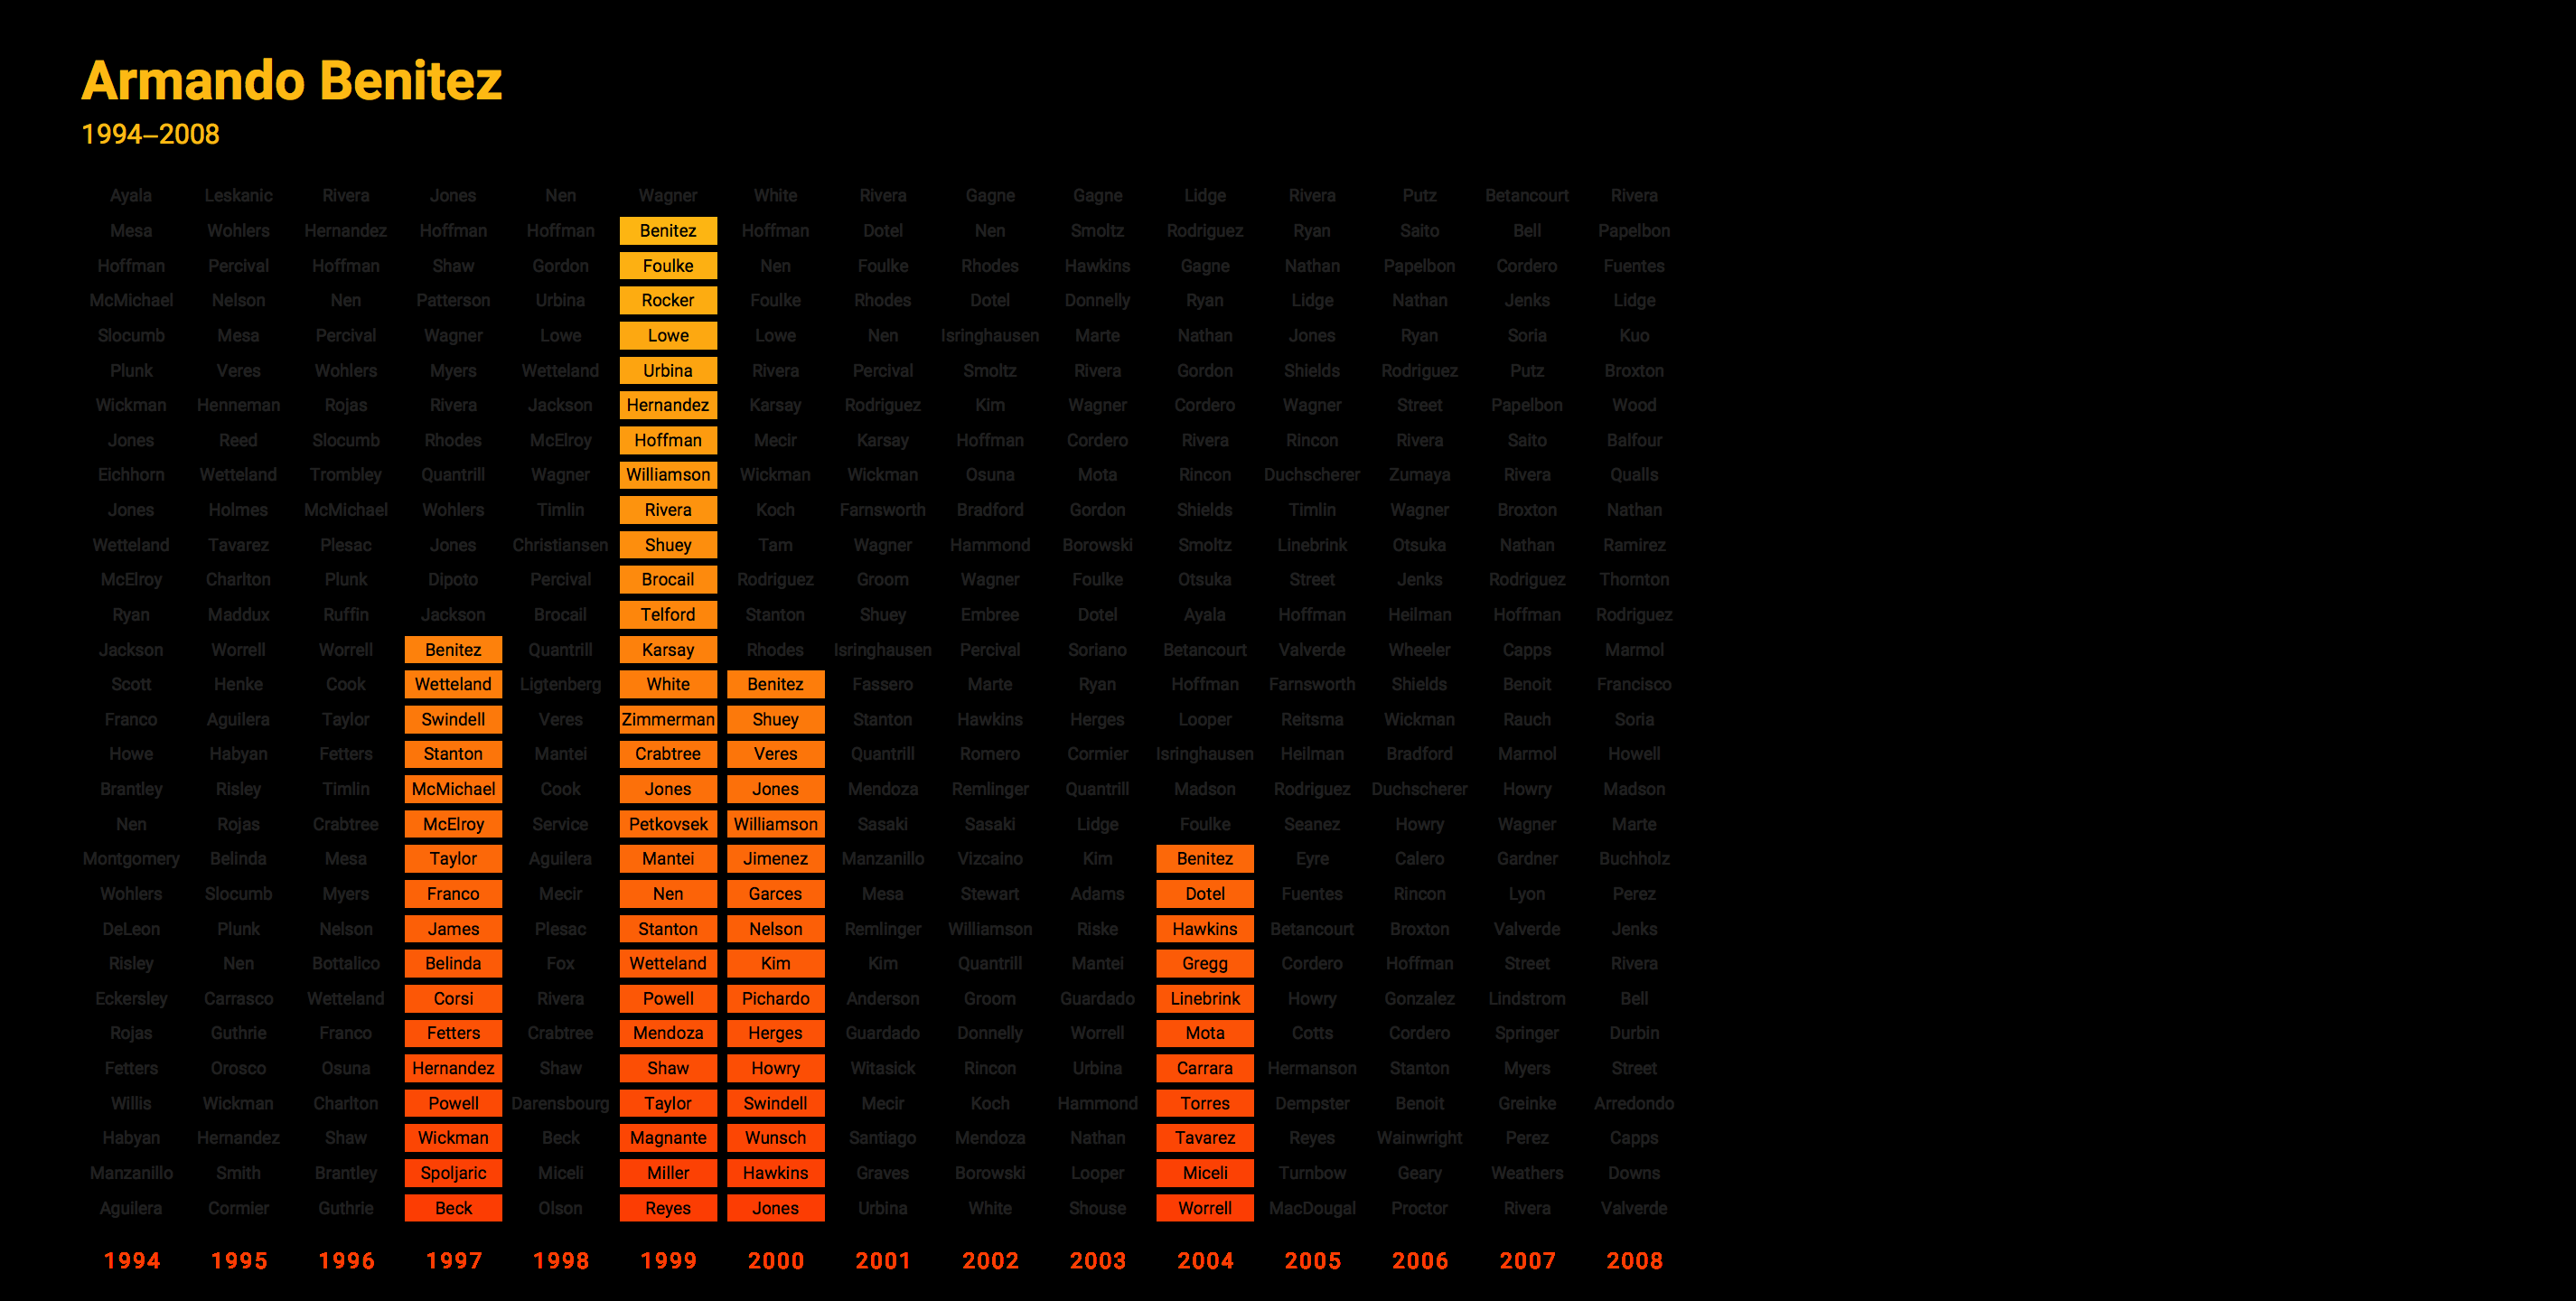 Armando Benitez
1994–2008
Ayala Leskanic Rivera Jones Nen Wagner White Rivera Gagne Gagne Lidge Rivera Putz Betancourt Rivera
Mesa Wohlers Hernandez Hoffman Hoffman Benitez Hoffman Dotel Nen Smoltz Rodriguez Ryan Saito Bell Papelbon
Hoffman Percival Hoffman Shaw Gordon Foulke Nen Foulke Rhodes Hawkins Gagne Nathan Papelbon Cordero Fuentes
McMichael Nelson Nen Patterson Urbina Rocker Foulke Rhodes Dotel Donnelly Ryan Lidge Nathan Jenks Lidge
Slocumb Mesa Percival Wagner Lowe Lowe Lowe Nen Isringhausen Marte Nathan Jones Ryan Soria Kuo
Plunk Veres Wohlers Myers Wetteland Urbina Rivera Percival Smoltz Rivera Gordon Shields Rodriguez Putz Broxton
Wickman Henneman Rojas Rivera Jackson Hernandez Karsay Rodriguez Kim Wagner Cordero Wagner Street Papelbon Wood
Jones Reed Slocumb Rhodes McElroy Hoffman Mecir Karsay Hoffman Cordero Rivera Rincon Rivera Saito Balfour
Eichhorn Wetteland Trombley Quantrill Wagner Williamson Wickman Wickman Osuna Mota Rincon Duchscherer Zumaya Rivera Qualls
Jones Holmes McMichael Wohlers Timlin Rivera Koch Farnsworth Bradford Gordon Shields Timlin Wagner Broxton Nathan
Wetteland Tavarez Plesac Jones Christiansen Shuey Tam Wagner Hammond Borowski Smoltz Linebrink Otsuka Nathan Ramirez
McElroy Charlton Plunk Dipoto Percival Brocail Rodriguez Groom Wagner Foulke Otsuka Street Jenks Rodriguez Thornton
Ryan Maddux Ruffin Jackson Brocail Telford Stanton Shuey Embree Dotel Ayala Hoffman Heilman Hoffman Rodriguez
Jackson Worrell Worrell Benitez Quantrill Karsay Rhodes Isringhausen Percival Soriano Betancourt Valverde Wheeler Capps Marmol
Scott Henke Cook Wetteland Ligtenberg White Benitez Fassero Marte Ryan Hoffman Farnsworth Shields Benoit Francisco
Franco Aguilera Taylor Swindell Veres Zimmerman Shuey Stanton Hawkins Herges Looper Reitsma Wickman Rauch Soria
Howe Habyan Fetters Stanton Mantei Crabtree Veres Quantrill Romero Cormier Isringhausen Heilman Bradford Marmol Howell
Brantley Risley Timlin McMichael Cook Jones Jones Mendoza Remlinger Quantrill Madson Rodriguez Duchscherer Howry Madson
Nen Rojas Crabtree McElroy Service Petkovsek Williamson Sasaki Sasaki Lidge Foulke Seanez Howry Wagner Marte
Montgomery Belinda Mesa Taylor Aguilera Mantei Jimenez Manzanillo Vizcaino Kim Benitez Eyre Calero Gardner Buchholz
Wohlers Slocumb Myers Franco Mecir Nen Garces Mesa Stewart Adams Dotel Fuentes Rincon Lyon Perez
DeLeon Plunk Nelson James Plesac Stanton Nelson Remlinger Williamson Riske Hawkins Betancourt Broxton Valverde Jenks
Risley Nen Bottalico Belinda Fox Wetteland Kim Kim Quantrill Mantei Gregg Cordero Hoffman Street Rivera
Eckersley Carrasco Wetteland Corsi Rivera Powell Pichardo Anderson Groom Guardado Linebrink Howry Gonzalez Lindstrom Bell
Rojas Guthrie Franco Fetters Crabtree Mendoza Herges Guardado Donnelly Worrell Mota Cotts Cordero Springer Durbin
Fetters Orosco Osuna Hernandez Shaw Shaw Howry Witasick Rincon Urbina Carrara Hermanson Stanton Myers Street
Willis Wickman Charlton Powell Darensbourg Taylor Swindell Mecir Koch Hammond Torres Dempster Benoit Greinke Arredondo
Habyan Hernandez Shaw Wickman Beck Magnante Wunsch Santiago Mendoza Nathan Tavarez Reyes Wainwright Perez Capps
Manzanillo Smith Brantley Spoljaric Miceli Miller Hawkins Graves Borowski Looper Miceli Turnbow Geary Weathers Downs
Aguilera Cormier Guthrie Beck Olson Reyes Jones Urbina White Shouse Worrell MacDougal Proctor Rivera Valverde
1994 1995 1996 1997 1998 1999 2000 2001 2002 2003 2004 2005 2006 2007 2008